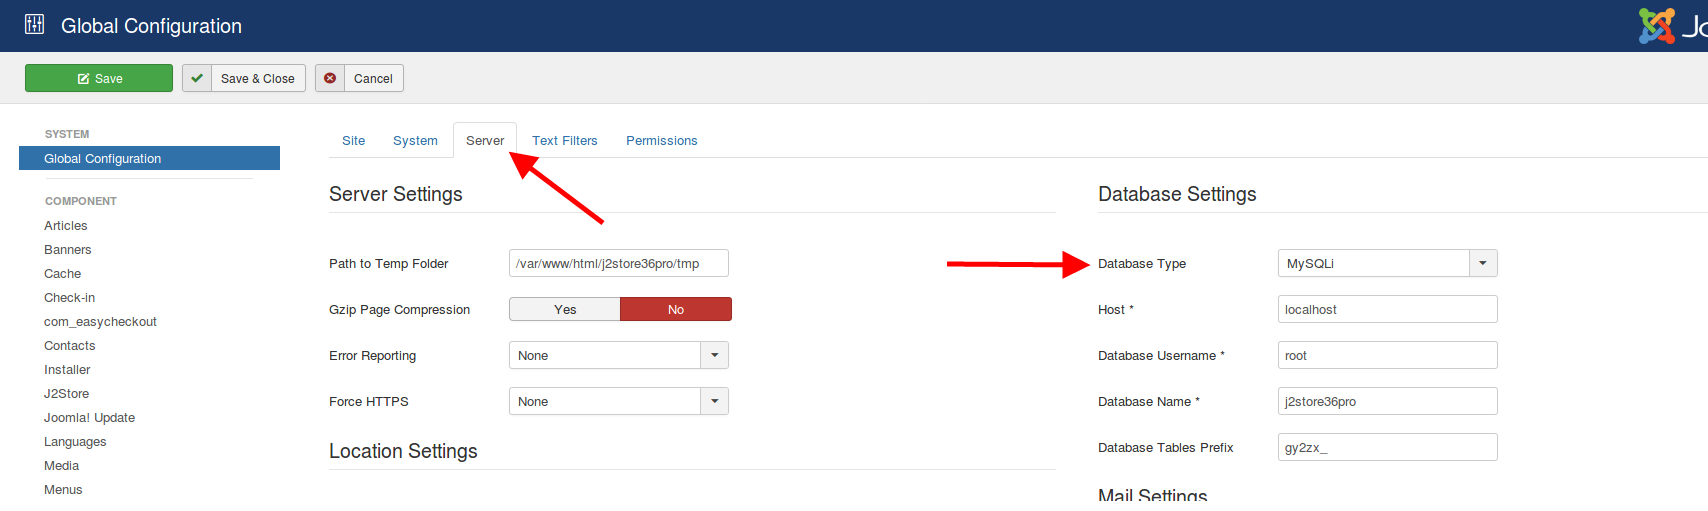 Global Configuration
Jo
Save
Save & Close
Cancel
SYSTEM
Global Configuration
COMPONENT
Articles
Banners
Cache
Check-in
com_easycheckout
Contacts
Installer
J2Store
Joomla! Update
Languages
Media
Menus
Site
System
Server
Text Filters
Permissions
Server Settings
Path to Temp Folder
/var/www/html/j2store36pro/tmp
Gzip Page Compression
Yes
No
Error Reporting
None
Force HTTPS
None
Location Settings
Database Settings
Database Type
MySQLi
Host *
localhost
Database Username *
root
Database Name *
j2store36pro
Database Tables Prefix
gy2zx_
Mail Settings